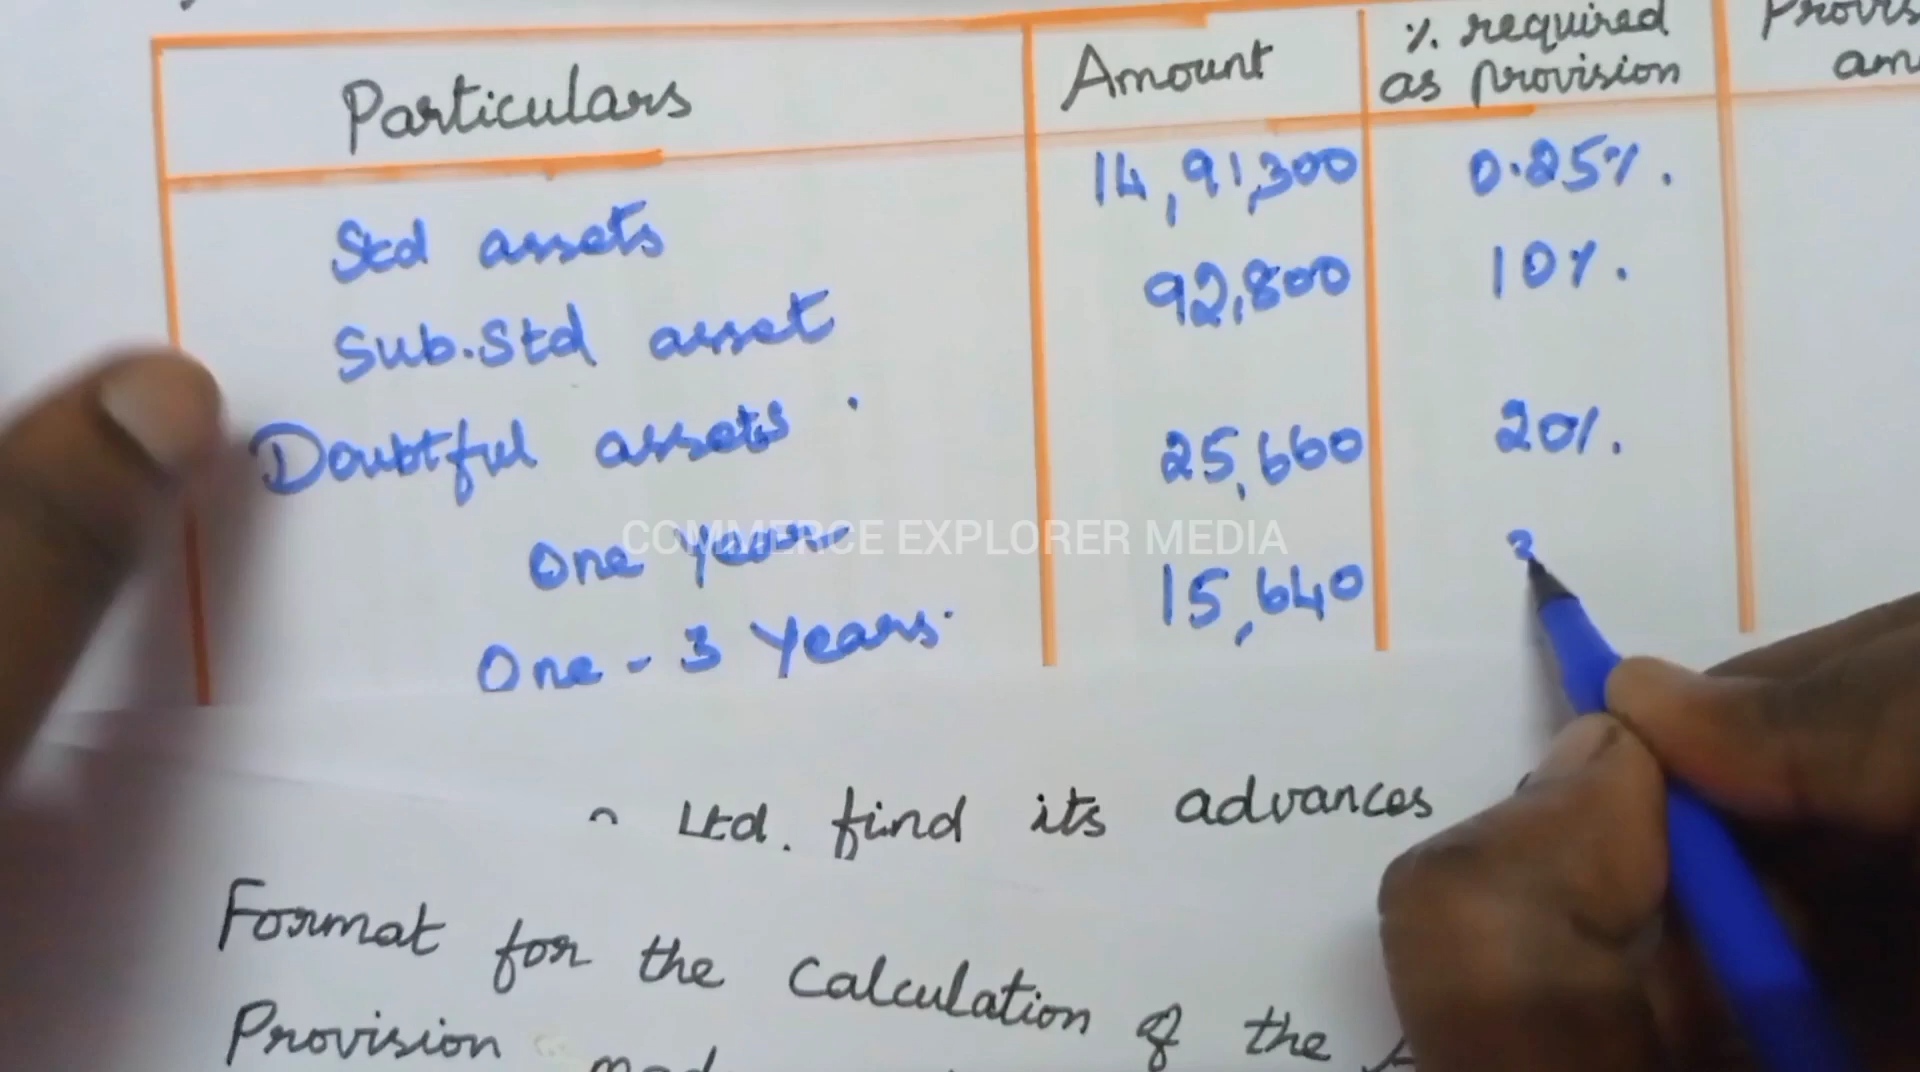 Particulars Amount % required as provision
Std assets 14,91,300 0.25%.
Sub.Std asset 92,800 10%.
Doubtful assets 25,660 20%.
One year
One - 3 Years. 15,640
COMMERCE EXPLORER MEDIA
Ltd. find its advances
Format for the Calculation of the
Provision